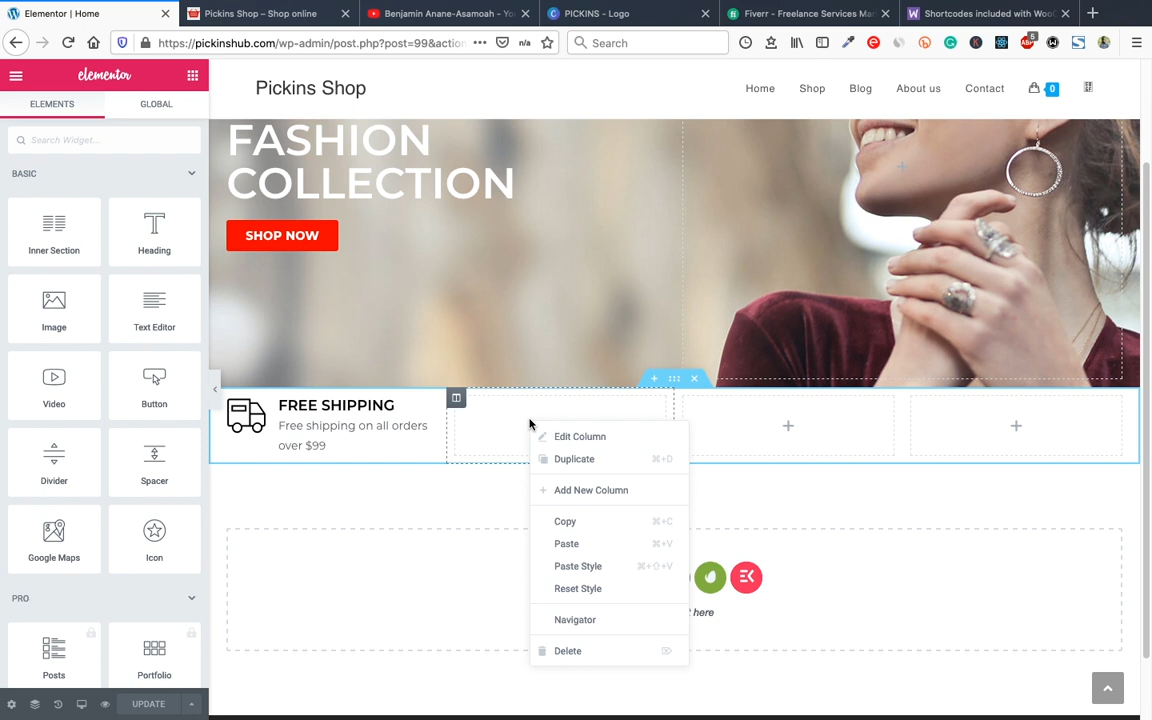 Elementor | Home
Pickins Shop – Shop online
Benjamin Anane-Asamoah - Yo
PICKINS - Logo
Fiverr - Freelance Services Ma
Shortcodes included with Woo
https://pickinshub.com/wp-admin/post.php?post=99&action
n/a
Search
6
elementor
Pickins Shop
Home
Shop
Blog
About us
Contact
0
ELEMENTS
GLOBAL
Search Widget...
BASIC
Inner Section
Heading
Image
Text Editor
Video
Button
Divider
Spacer
Google Maps
Icon
PRO
Posts
Portfolio
UPDATE
FASHION
COLLECTION
SHOP NOW
FREE SHIPPING
Free shipping on all orders
over $99
Edit Column
Duplicate ⌘+D
Add New Column
Copy ⌘+C
Paste ⌘+V
Paste Style ⌘+⇧+V
Reset Style
Navigator
Delete ⌦
here